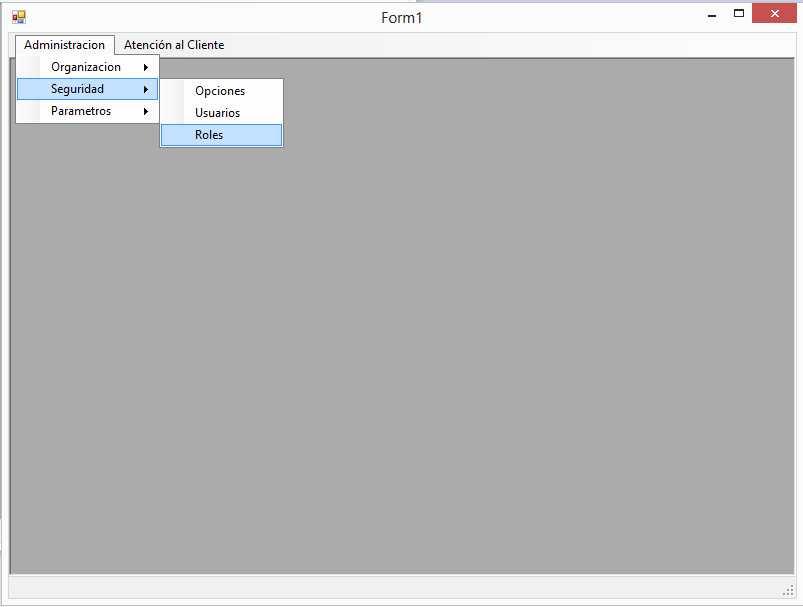 Form1
Administracion Atención al Cliente
Organizacion
Seguridad
Parametros
Opciones
Usuarios
Roles